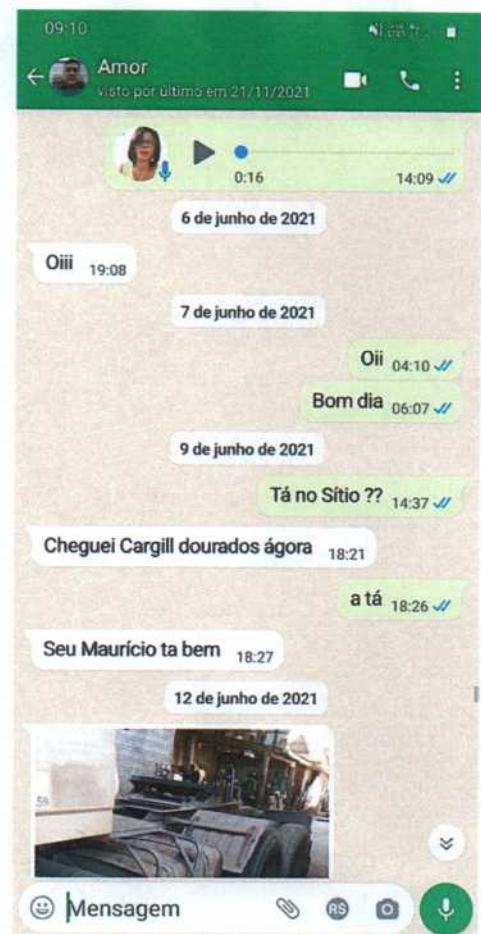 09:10
Amor
visto por último em 21/11/2021
0:16 14:09
6 de junho de 2021
Oiii 19:08
7 de junho de 2021
Oii 04:10
Bom dia 06:07
9 de junho de 2021
Tá no Sítio ?? 14:37
Cheguei Cargill dourados ágora 18:21
a tá 18:26
Seu Maurício ta bem 18:27
12 de junho de 2021
59
Mensagem RS